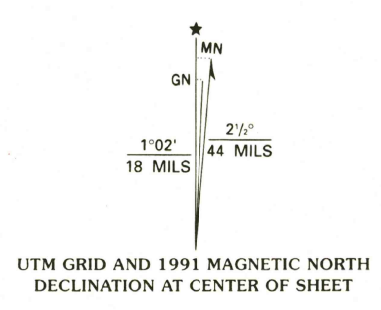 MN
GN
1°02'
18 MILS
2½°
44 MILS
UTM GRID AND 1991 MAGNETIC NORTH
DECLINATION AT CENTER OF SHEET